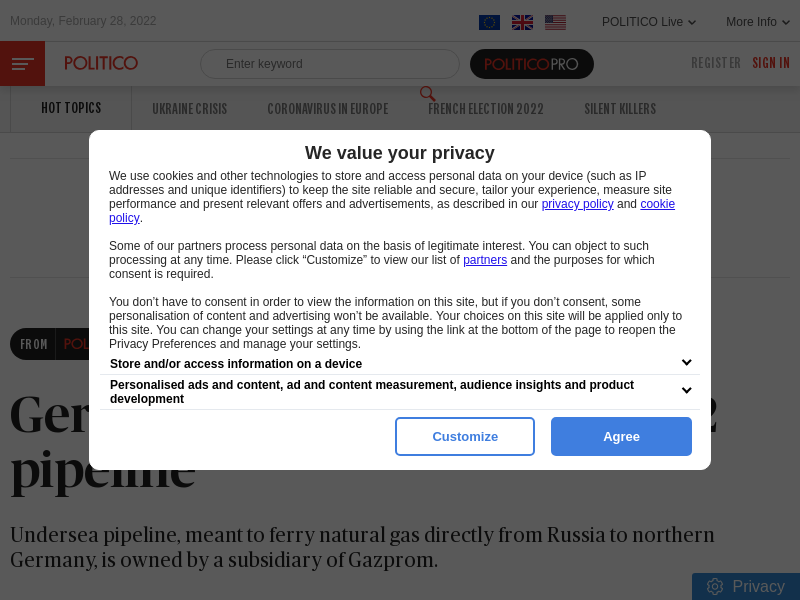 Monday, February 28, 2022
POLITICO Live
More Info
POLITICO
Enter keyword
POLITICOPRO
REGISTER
SIGN IN
HOT TOPICS
UKRAINE CRISIS
CORONAVIRUS IN EUROPE
FRENCH ELECTION 2022
SILENT KILLERS
We value your privacy
We use cookies and other technologies to store and access personal data on your device (such as IP
addresses and unique identifiers) to keep the site reliable and secure, tailor your experience, measure site
performance and present relevant offers and advertisements, as described in our privacy policy and cookie
policy.
Some of our partners process personal data on the basis of legitimate interest. You can object to such
processing at any time. Please click “Customize” to view our list of partners and the purposes for which
consent is required.
You don’t have to consent in order to view the information on this site, but if you don’t consent, some
personalisation of content and advertising won’t be available. Your choices on this site will be applied only to
this site. You can change your settings at any time by using the link at the bottom of the page to reopen the
Privacy Preferences and manage your settings.
Store and/or access information on a device
Personalised ads and content, ad and content measurement, audience insights and product
development
Customize
Agree
FROM
pipeline
Undersea pipeline, meant to ferry natural gas directly from Russia to northern
Germany, is owned by a subsidiary of Gazprom.
Privacy